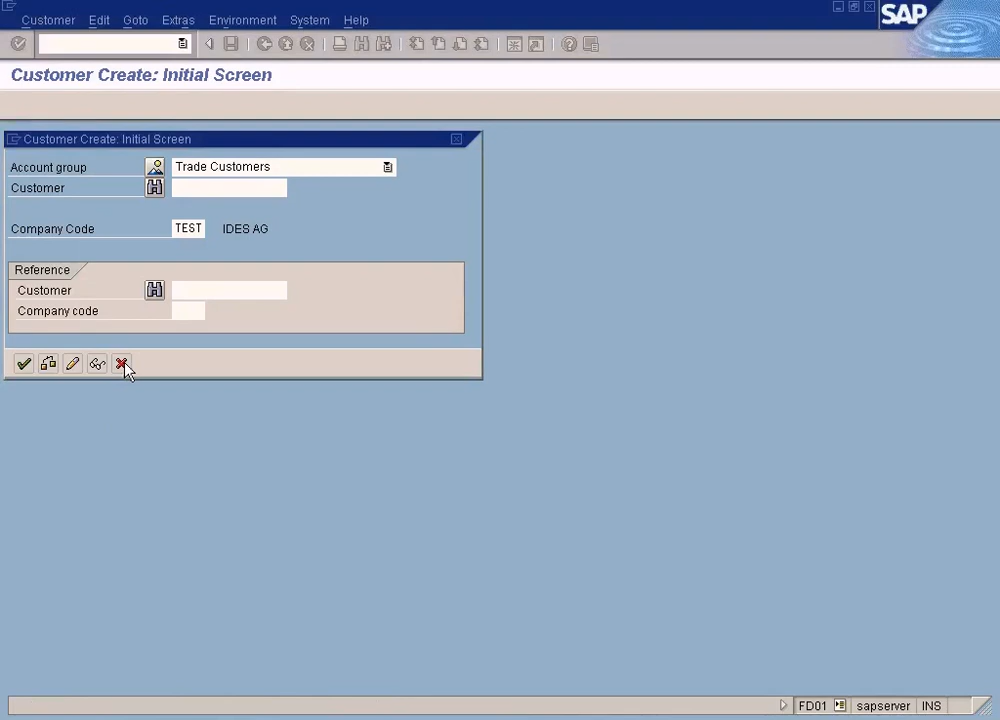 Customer Edit Goto Extras Environment System Help
SAP
Customer Create: Initial Screen
Customer Create: Initial Screen
Account group Trade Customers
Customer
Company Code TEST IDES AG
Reference
Customer
Company code
FD01 sapserver INS